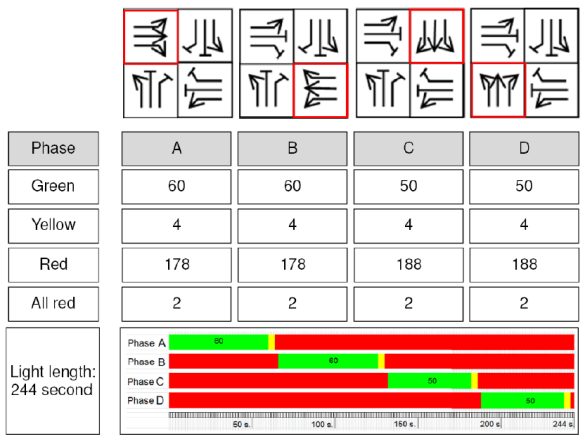 Phase A B C D
Green 60 60 50 50
Yellow 4 4 4 4
Red 178 178 188 188
All red 2 2 2 2
Light length:
244 second
Phase A 60
Phase B 60
Phase C 50
Phase D 50
50 s. 100 s. 150 s. 200 s. 244 s.